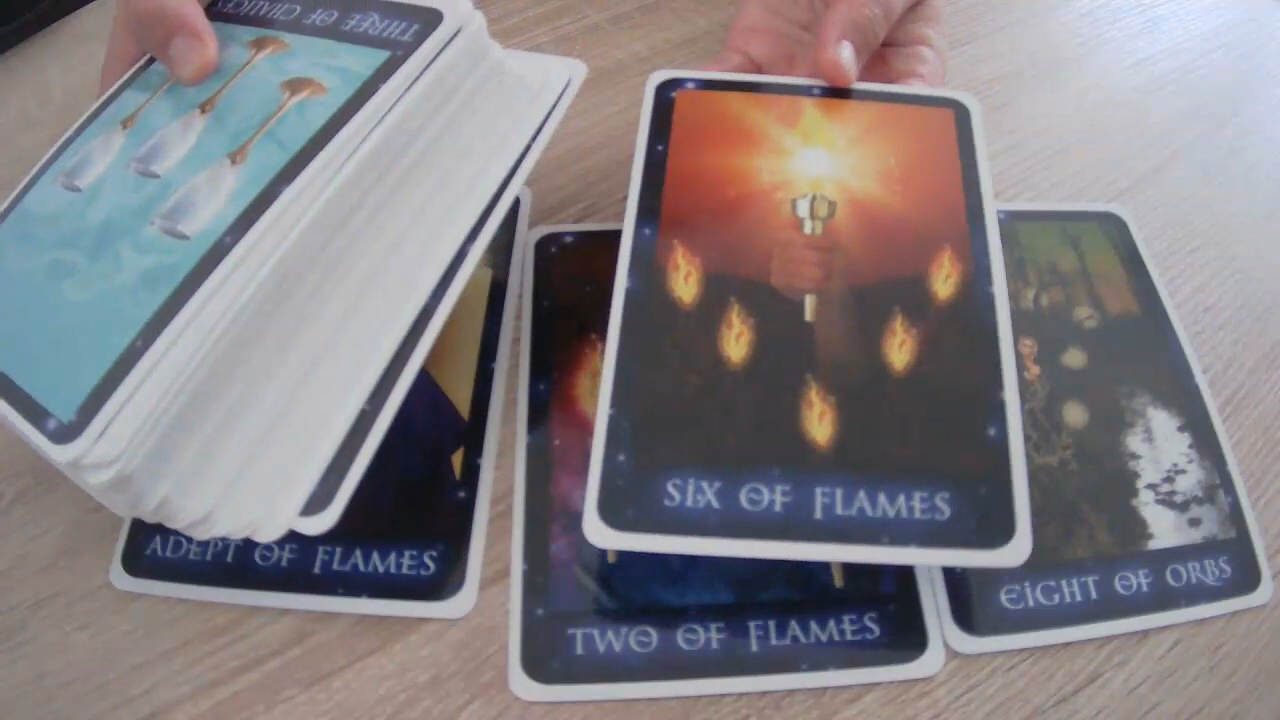 THREE OF CHALICES
SIX OF FLAMES
ADEPT OF FLAMES
TWO OF FLAMES
EIGHT OF ORBS